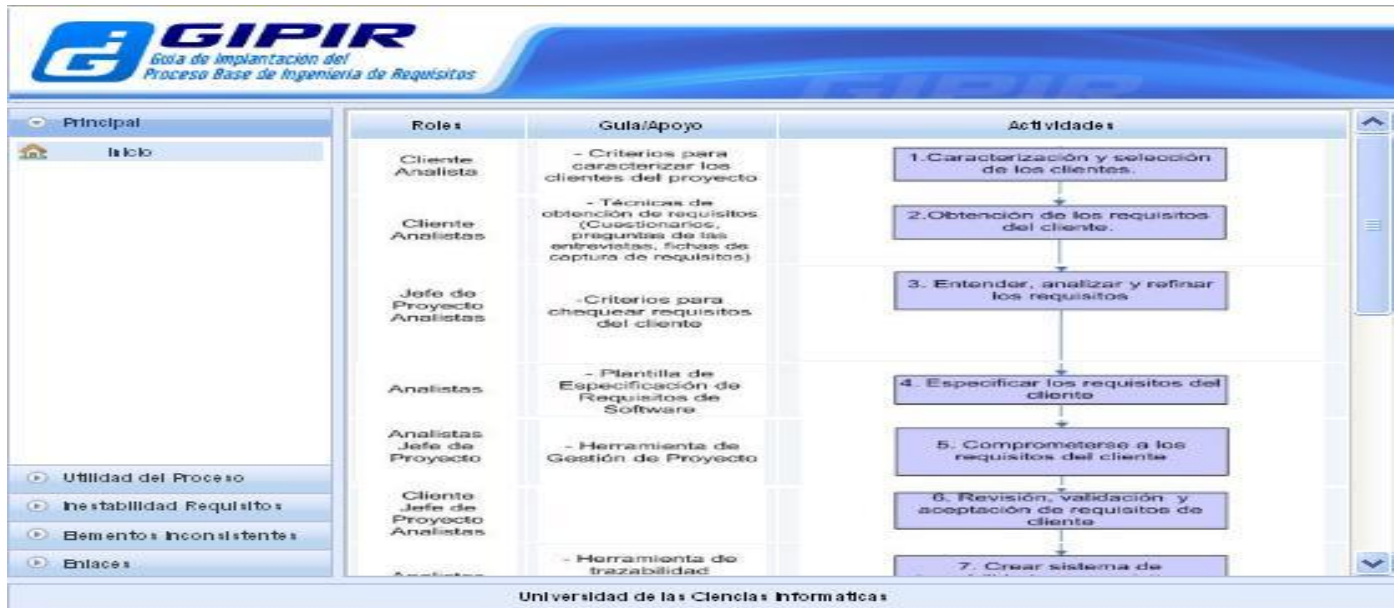 GIPIR
Guía de Implantación del
Proceso Base de Ingeniería de Requisitos
GIPIR
Principal
Inicio
Utilidad del Proceso
Inestabilidad Requisitos
Elementos Inconsistentes
Enlaces
Roles
Guía/Apoyo
Actividades
Cliente
Analista
- Criterios para
caracterizar los
clientes del proyecto
1.Caracterización y selección
de los clientes.
Cliente
Analistas
- Técnicas de
obtención de requisitos
(Cuestionarios,
preguntas de las
entrevistas, fichas de
captura de requisitos)
2.Obtención de los requisitos
del cliente.
Jefe de
Proyecto
Analistas
-Criterios para
chequear requisitos
del cliente
3. Entender, analizar y refinar
los requisitos
Analistas
- Plantilla de
Especificación de
Requisitos de
Software
4. Especificar los requisitos del
cliente
Analistas
Jefe de
Proyecto
- Herramienta de
Gestión de Proyecto
5. Comprometerse a los
requisitos del cliente
Cliente
Jefe de
Proyecto
Analistas
6. Revisión, validación y
aceptación de requisitos de
cliente
- Herramienta de
trazabilidad
7. Crear sistema de
Universidad de las Ciencias Informaticas